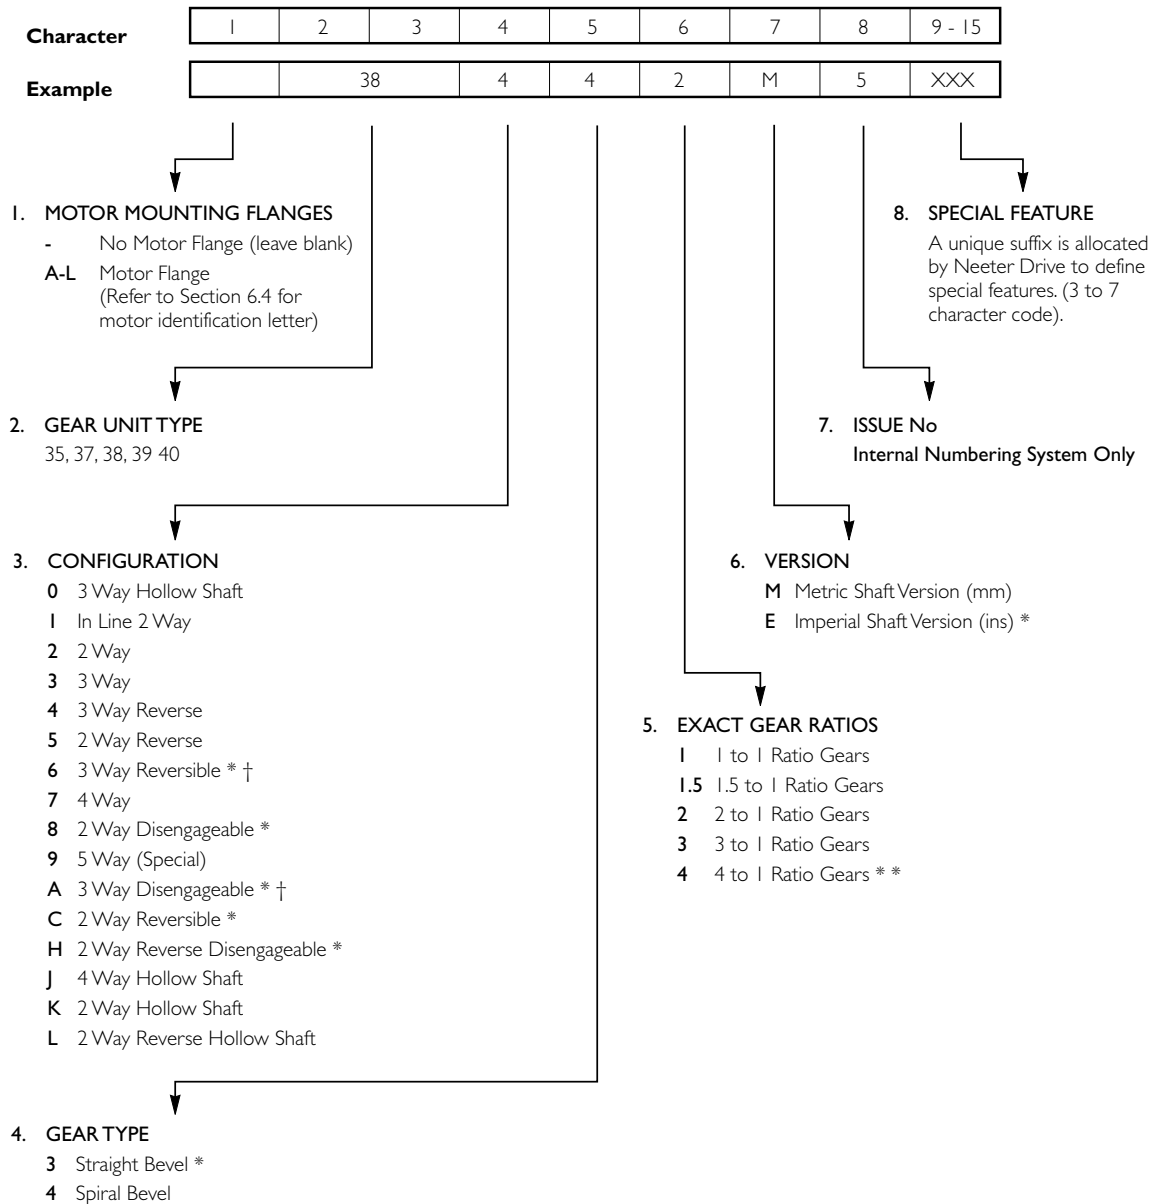 Character 1 2 3 4 5 6 7 8 9 - 15
Example 38 4 4 2 M 5 XXX
1. MOTOR MOUNTING FLANGES
- No Motor Flange (leave blank)
A-L Motor Flange
(Refer to Section 6.4 for
motor identification letter)
8. SPECIAL FEATURE
A unique suffix is allocated
by Neeter Drive to define
special features. (3 to 7
character code).
2. GEAR UNIT TYPE
35, 37, 38, 39 40
7. ISSUE No
Internal Numbering System Only
3. CONFIGURATION
0 3 Way Hollow Shaft
1 In Line 2 Way
2 2 Way
3 3 Way
4 3 Way Reverse
5 2 Way Reverse
6 3 Way Reversible * †
7 4 Way
8 2 Way Disengageable *
9 5 Way (Special)
A 3 Way Disengageable * †
C 2 Way Reversible *
H 2 Way Reverse Disengageable *
J 4 Way Hollow Shaft
K 2 Way Hollow Shaft
L 2 Way Reverse Hollow Shaft
6. VERSION
M Metric Shaft Version (mm)
E Imperial Shaft Version (ins) *
5. EXACT GEAR RATIOS
1 1 to 1 Ratio Gears
1.5 1.5 to 1 Ratio Gears
2 2 to 1 Ratio Gears
3 3 to 1 Ratio Gears
4 4 to 1 Ratio Gears * *
4. GEAR TYPE
3 Straight Bevel *
4 Spiral Bevel